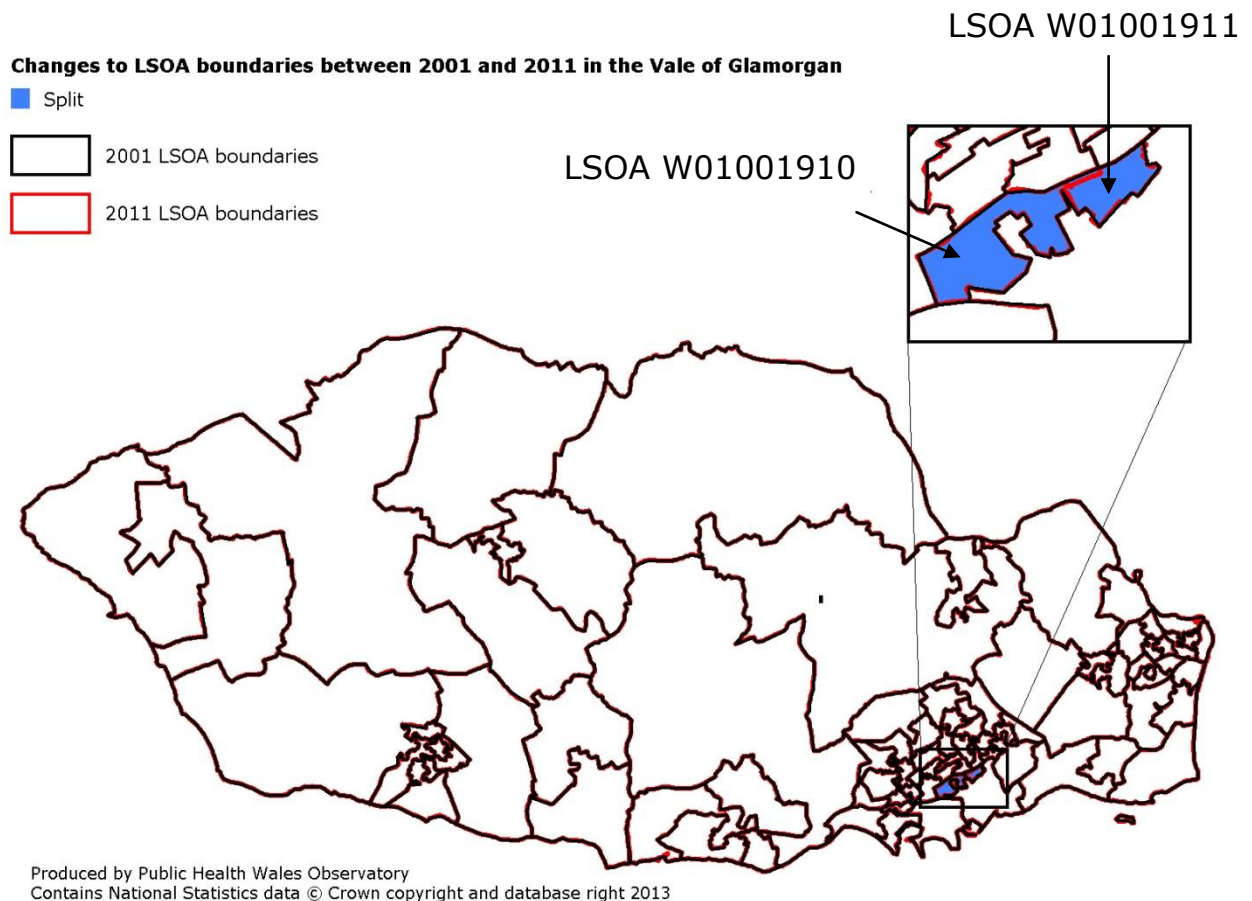 LSOA W01001911
Changes to LSOA boundaries between 2001 and 2011 in the Vale of Glamorgan
Split
2001 LSOA boundaries
LSOA W01001910
2011 LSOA boundaries
Produced by Public Health Wales Observatory
Contains National Statistics data © Crown copyright and database right 2013